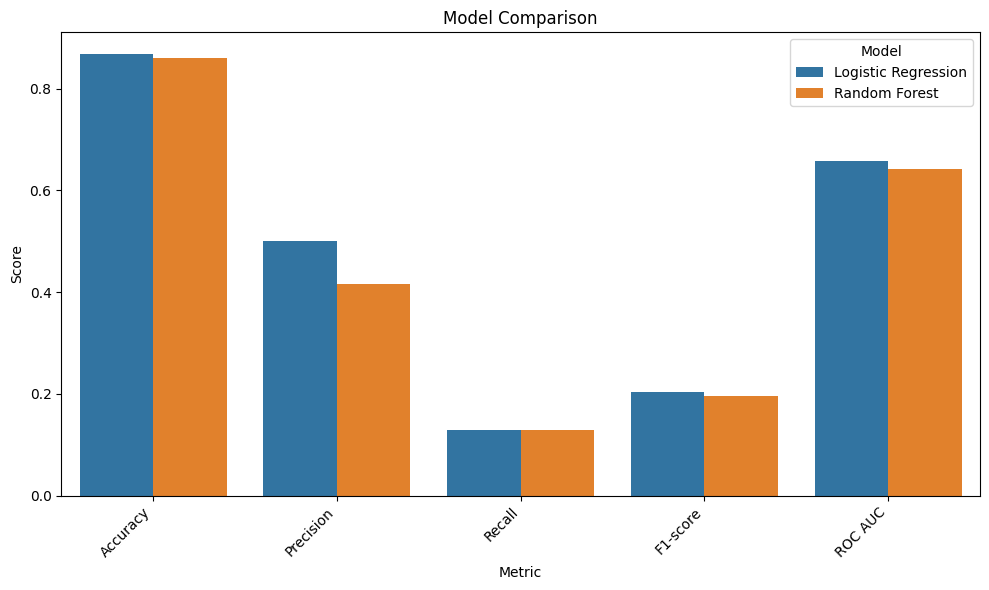 Model Comparison
Model
Logistic Regression
Random Forest
Score
0.8
0.6
0.4
0.2
0.0
Accuracy
Precision
Recall
F1-score
ROC AUC
Metric